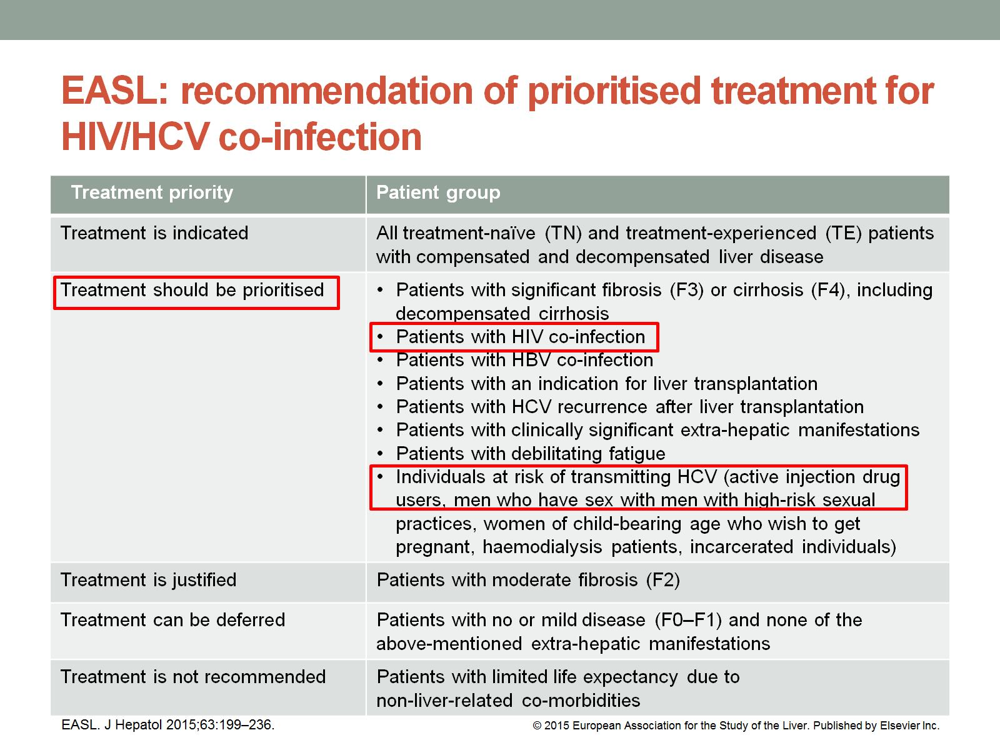 EASL: recommendation of prioritised treatment for
HIV/HCV co-infection
Treatment priority
Patient group
Treatment is indicated
All treatment-naïve (TN) and treatment-experienced (TE) patients
with compensated and decompensated liver disease
Treatment should be prioritised
• Patients with significant fibrosis (F3) or cirrhosis (F4), including
decompensated cirrhosis
• Patients with HIV co-infection
• Patients with HBV co-infection
• Patients with an indication for liver transplantation
• Patients with HCV recurrence after liver transplantation
• Patients with clinically significant extra-hepatic manifestations
• Patients with debilitating fatigue
• Individuals at risk of transmitting HCV (active injection drug
users, men who have sex with men with high-risk sexual
practices, women of child-bearing age who wish to get
pregnant, haemodialysis patients, incarcerated individuals)
Treatment is justified
Patients with moderate fibrosis (F2)
Treatment can be deferred
Patients with no or mild disease (F0–F1) and none of the
above-mentioned extra-hepatic manifestations
Treatment is not recommended
Patients with limited life expectancy due to
non-liver-related co-morbidities
EASL. J Hepatol 2015;63:199–236.
© 2015 European Association for the Study of the Liver. Published by Elsevier Inc.